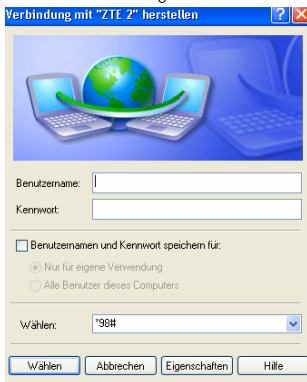 Verbindung mit "ZTE 2" herstellen
Benutzername:
Kennwort:
Benutzernamen und Kennwort speichern für:
Nur für eigene Verwendung
Alle Benutzer dieses Computers
Wählen: *98#
Wählen Abbrechen Eigenschaften Hilfe